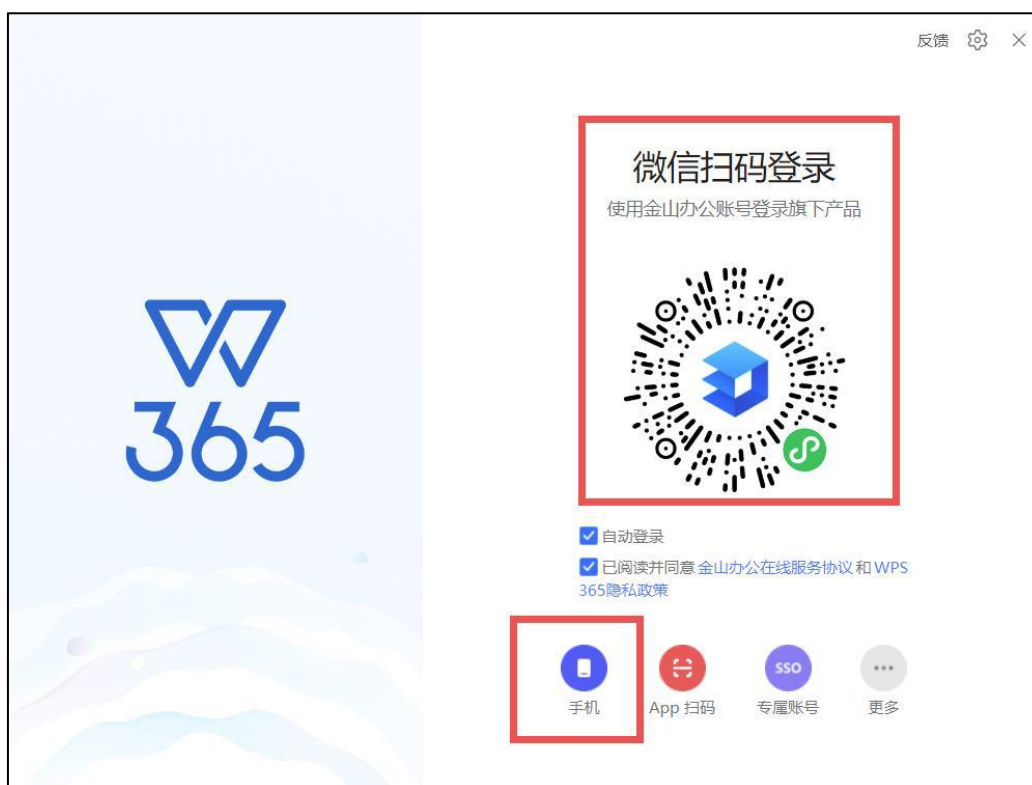 反馈
微信扫码登录
使用金山办公账号登录旗下产品
W
365
自动登录
已阅读并同意 金山办公在线服务协议 和 WPS
365隐私政策
SSO
手机
App 扫码
专属账号
更多